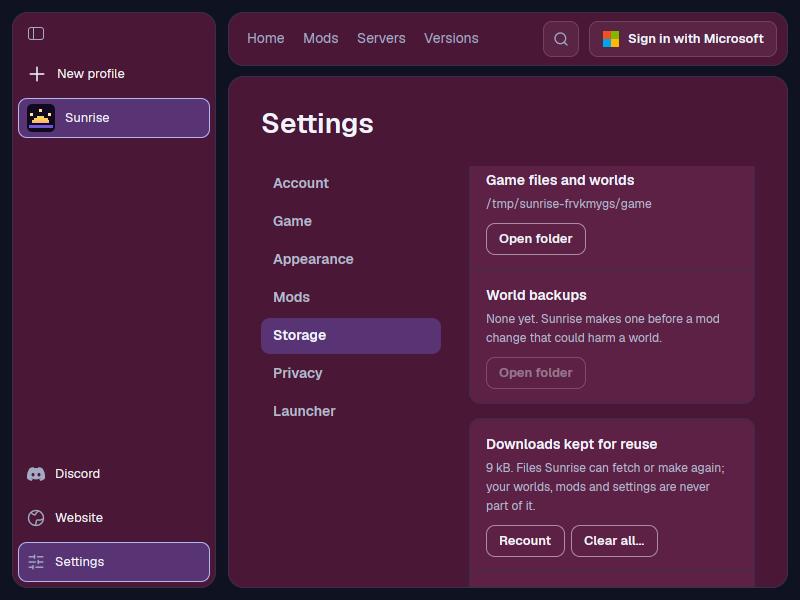 New profile
Sunrise
Discord
Website
Settings
Home
Mods
Servers
Versions
Sign in with Microsoft
Settings
Account
Game
Appearance
Mods
Storage
Privacy
Launcher
Game files and worlds
/tmp/sunrise-frvkmygs/game
Open folder
World backups
None yet. Sunrise makes one before a mod
change that could harm a world.
Open folder
Downloads kept for reuse
9 kB. Files Sunrise can fetch or make again;
your worlds, mods and settings are never
part of it.
Recount
Clear all...